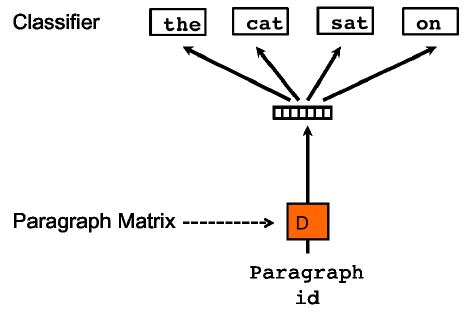 Classifier the cat sat on
D
Paragraph Matrix
Paragraph
id